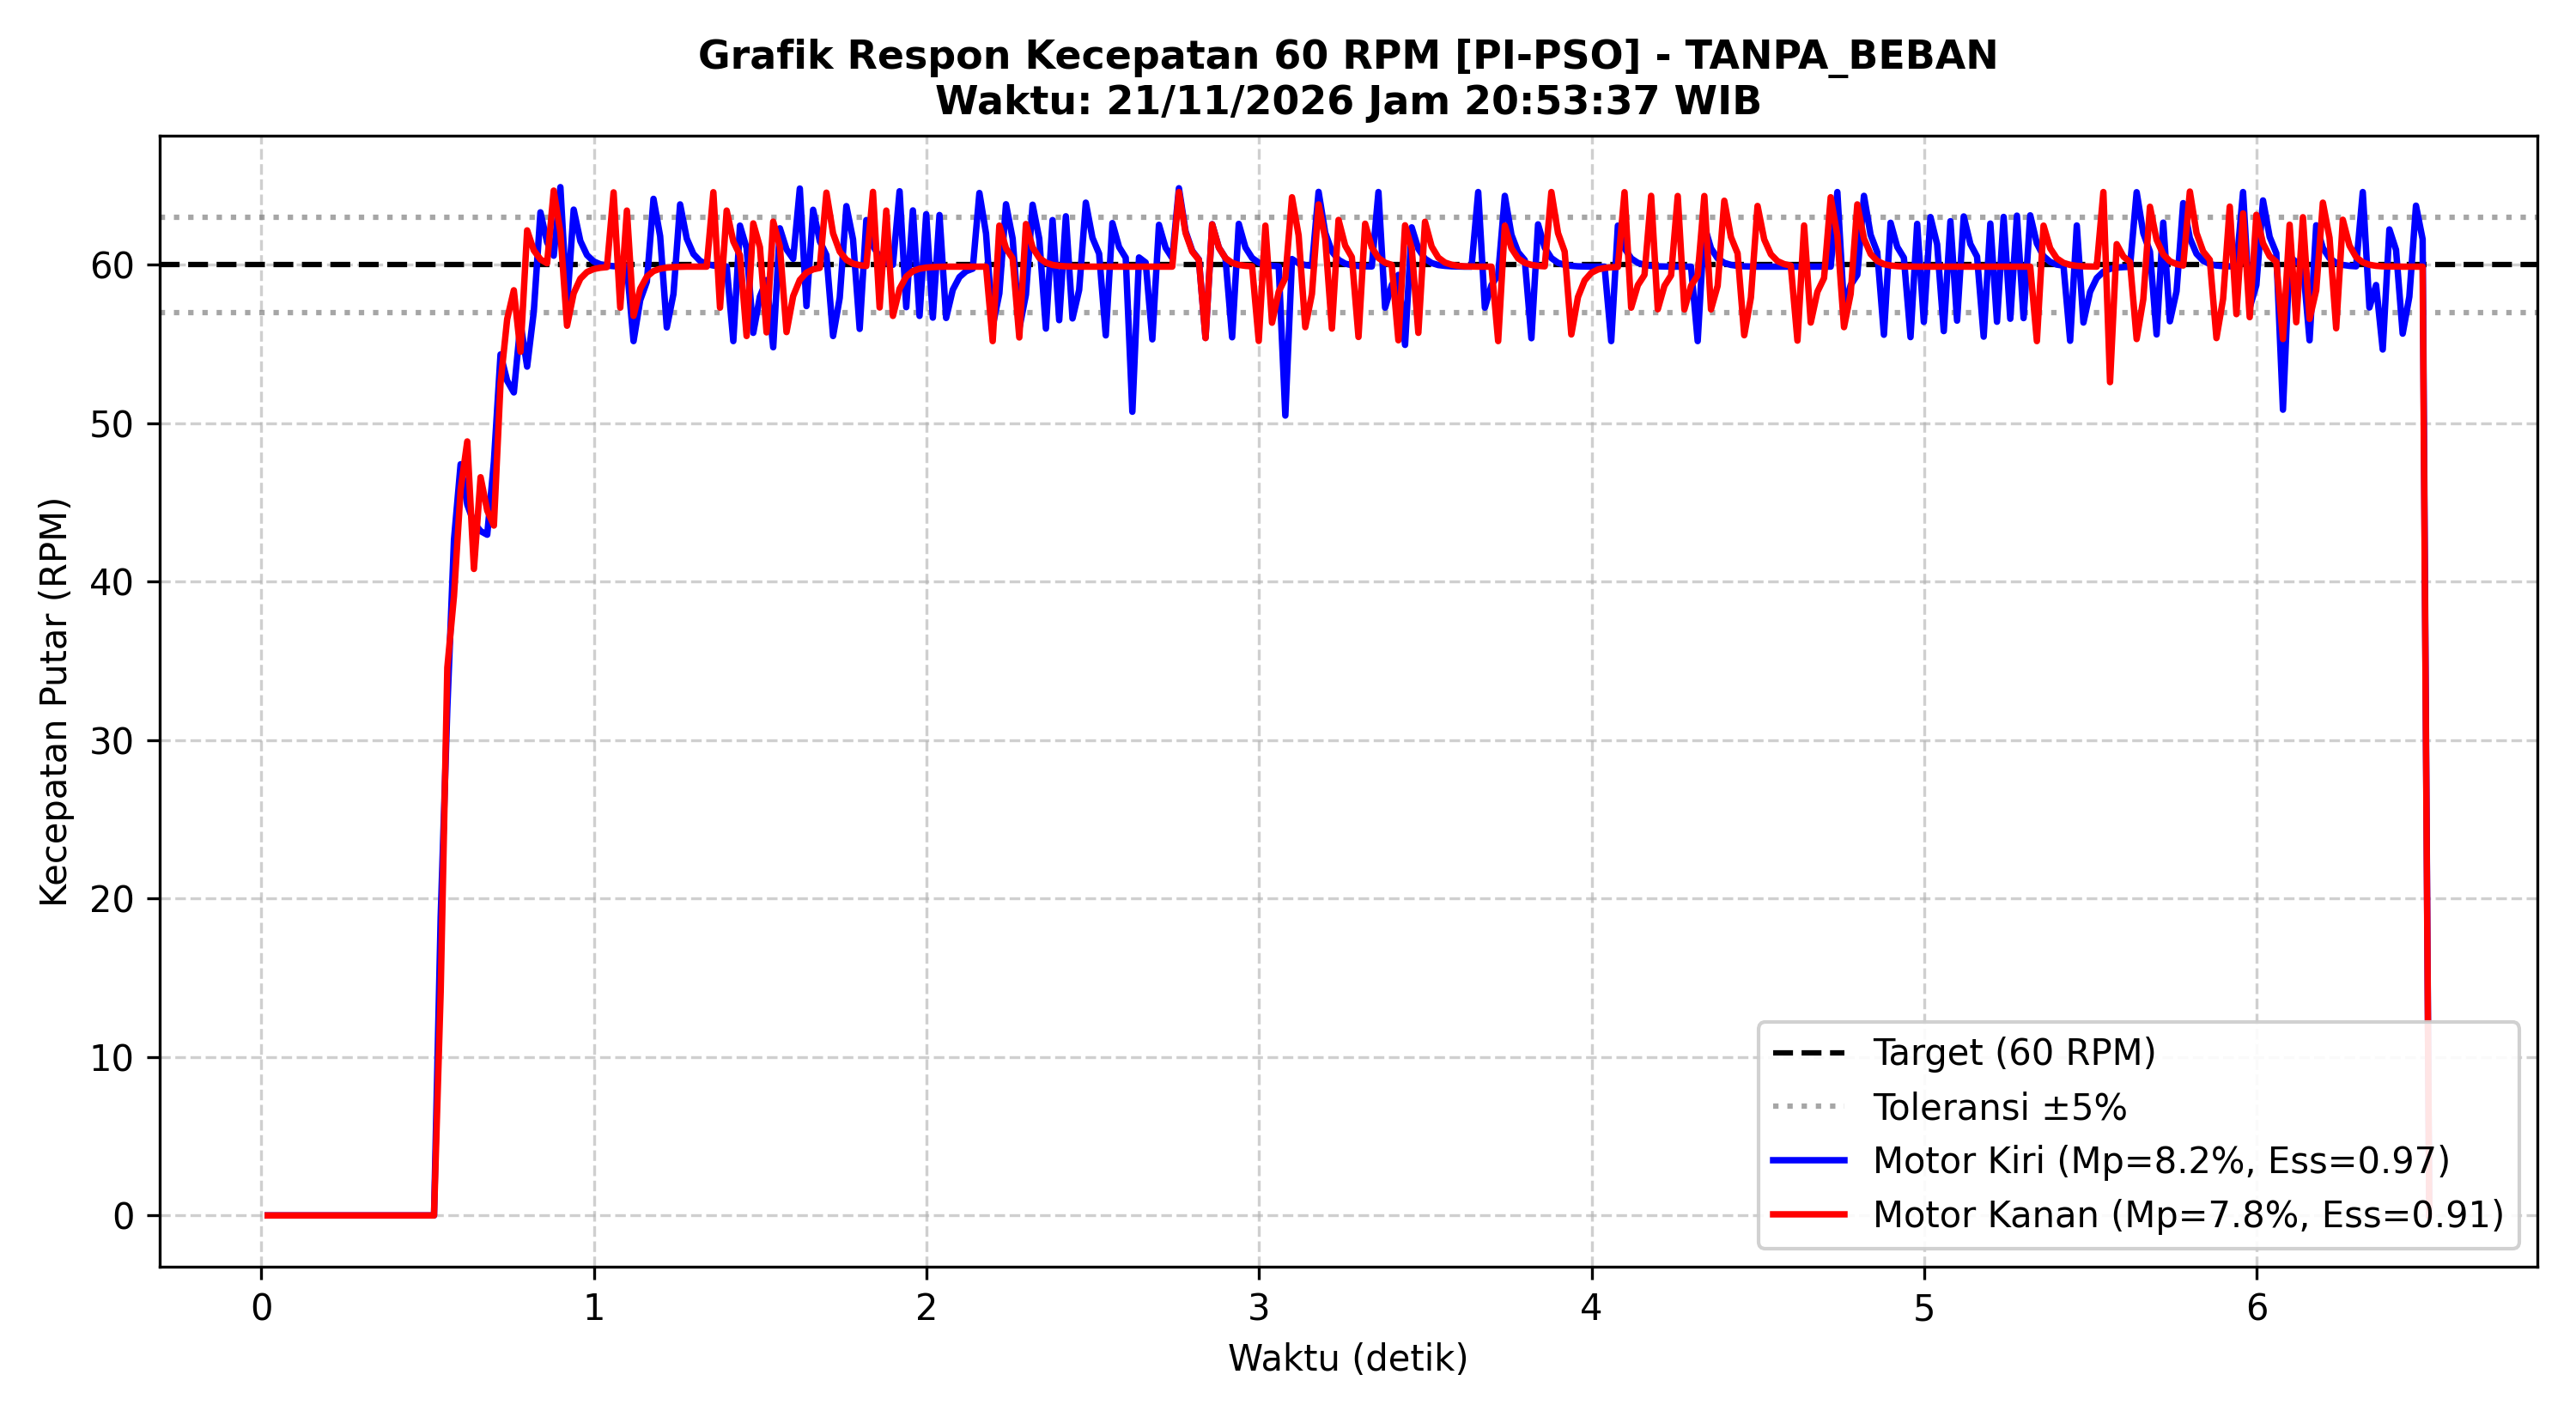 Grafik Respon Kecepatan 60 RPM [PI-PSO] - TANPA_BEBAN
Waktu: 21/11/2026 Jam 20:53:37 WIB
Kecepatan Putar (RPM)
60
50
40
30
20
10
0
Target (60 RPM)
Toleransi ±5%
Motor Kiri (Mp=8.2%, Ess=0.97)
Motor Kanan (Mp=7.8%, Ess=0.91)
0 1 2 3 4 5 6
Waktu (detik)